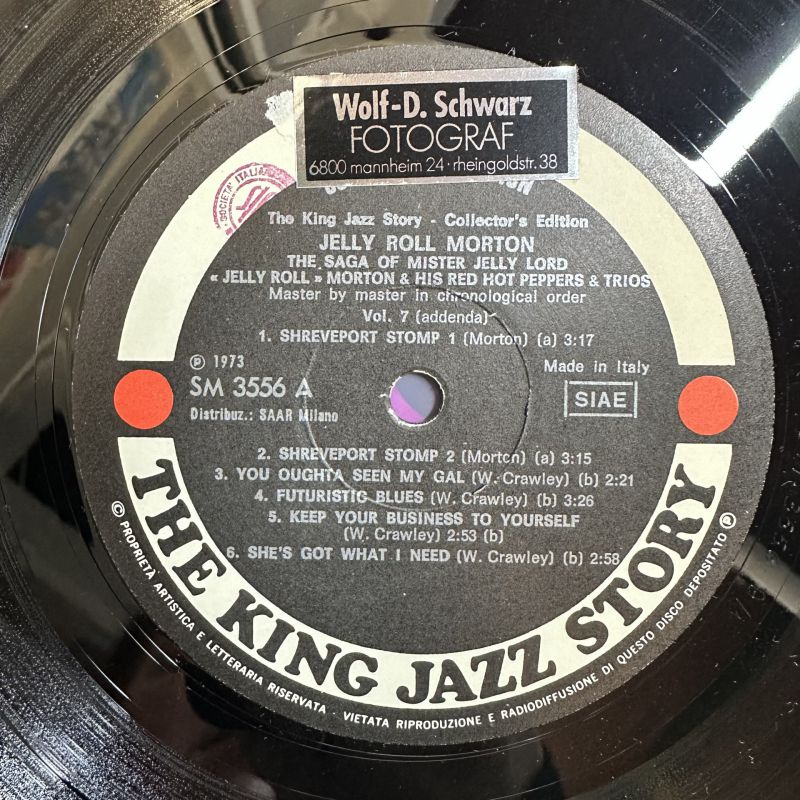 Wolf-D. Schwarz
FOTOGRAF
6800 mannheim 24 · rheingoldstr. 38
SOCIETA' ITALIANA
The King Jazz Story - Collector's Edition
JELLY ROLL MORTON
THE SAGA OF MISTER JELLY LORD
« JELLY ROLL » MORTON & HIS RED HOT PEPPERS & TRIOS
Master by master in chronological order
Vol. 7 (addenda)
1. SHREVEPORT STOMP 1 (Morton) (a) 3:17
℗ 1973
Made in Italy
SM 3556 A
SIAE
Distribuz.: SAAR Milano
2. SHREVEPORT STOMP 2 (Morton) (a) 3:15
3. YOU OUGHTA SEEN MY GAL (W. Crawley) (b) 2:21
4. FUTURISTIC BLUES (W. Crawley) (b) 3:26
5. KEEP YOUR BUSINESS TO YOURSELF
(W. Crawley) 2:53 (b)
6. SHE'S GOT WHAT I NEED (W. Crawley) (b) 2:58
THE KING JAZZ STORY
© PROPRIETÀ ARTISTICA E LETTERARIA RISERVATA - VIETATA RIPRODUZIONE E RADIODIFFUSIONE DI QUESTO DISCO DEPOSITATO ℗